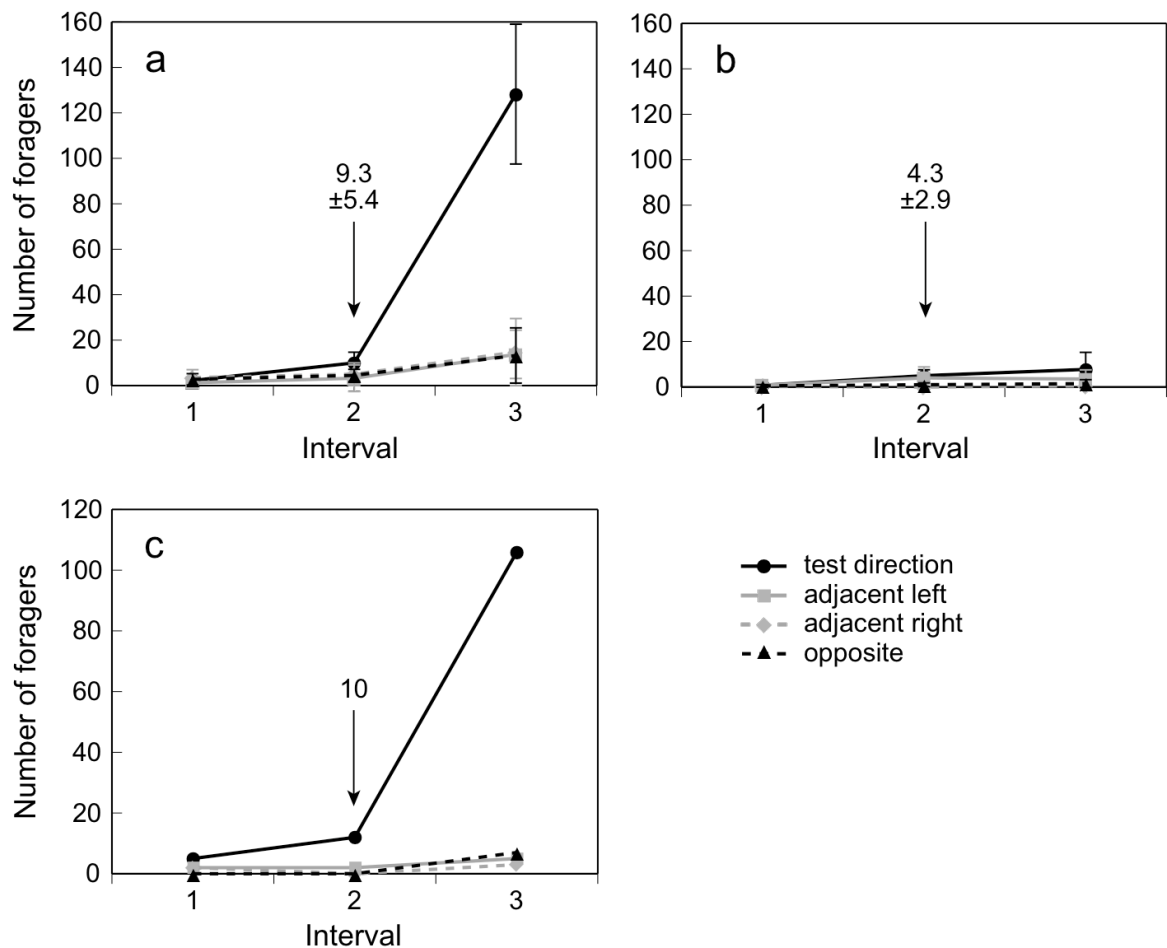 a
Number of foragers
160
140
120
100
80
60
40
20
0
9.3
±5.4
1 2 3
Interval
b
160
140
120
100
80
60
40
20
0
4.3
±2.9
1 2 3
Interval
c
Number of foragers
120
100
80
60
40
20
0
10
1 2 3
Interval
test direction
adjacent left
adjacent right
opposite